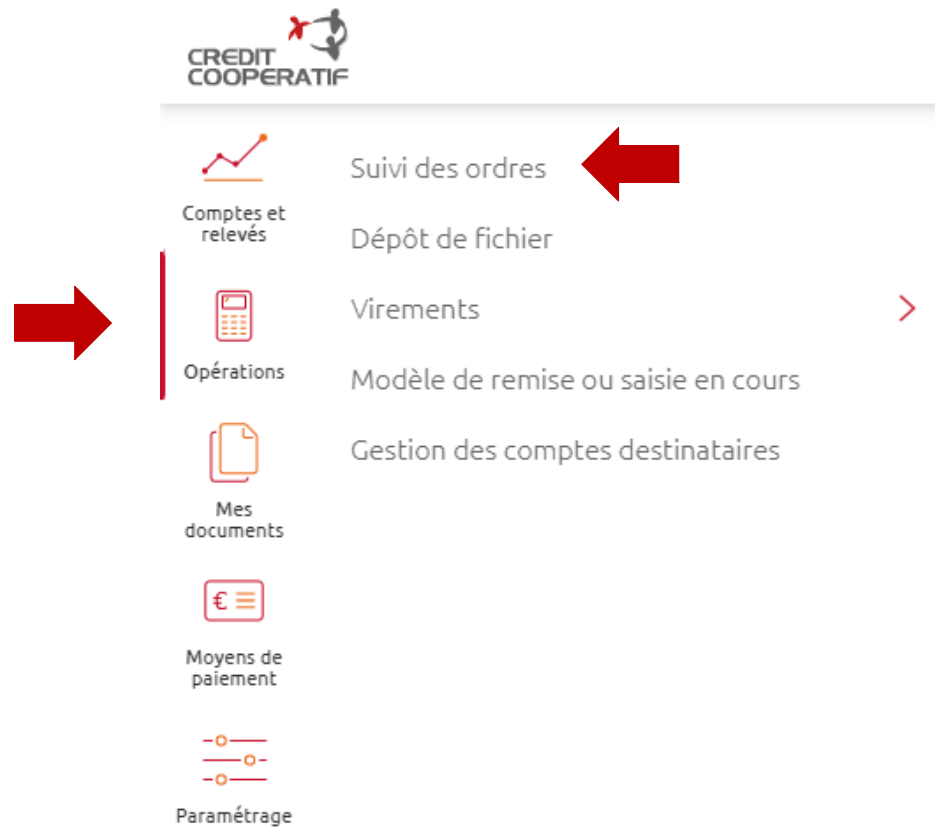 CREDIT
COOPERATIF
Comptes et
relevés
Opérations
Mes
documents
€
Moyens de
paiement
Paramétrage
Suivi des ordres
Dépôt de fichier
Virements
Modèle de remise ou saisie en cours
Gestion des comptes destinataires